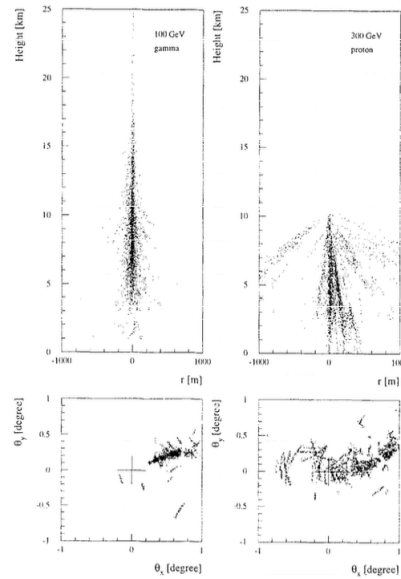 Height [km]
25
20
15
10
5
0
-1000
0
1000
r [m]
100 GeV
gamma
Height [km]
25
20
15
10
5
0
-1000
0
1000
r [m]
300 GeV
proton
θy [degree]
1
0.5
0
-0.5
-1
-1
0
1
θx [degree]
θy [degree]
1
0.5
0
-0.5
-1
-1
0
1
θx [degree]